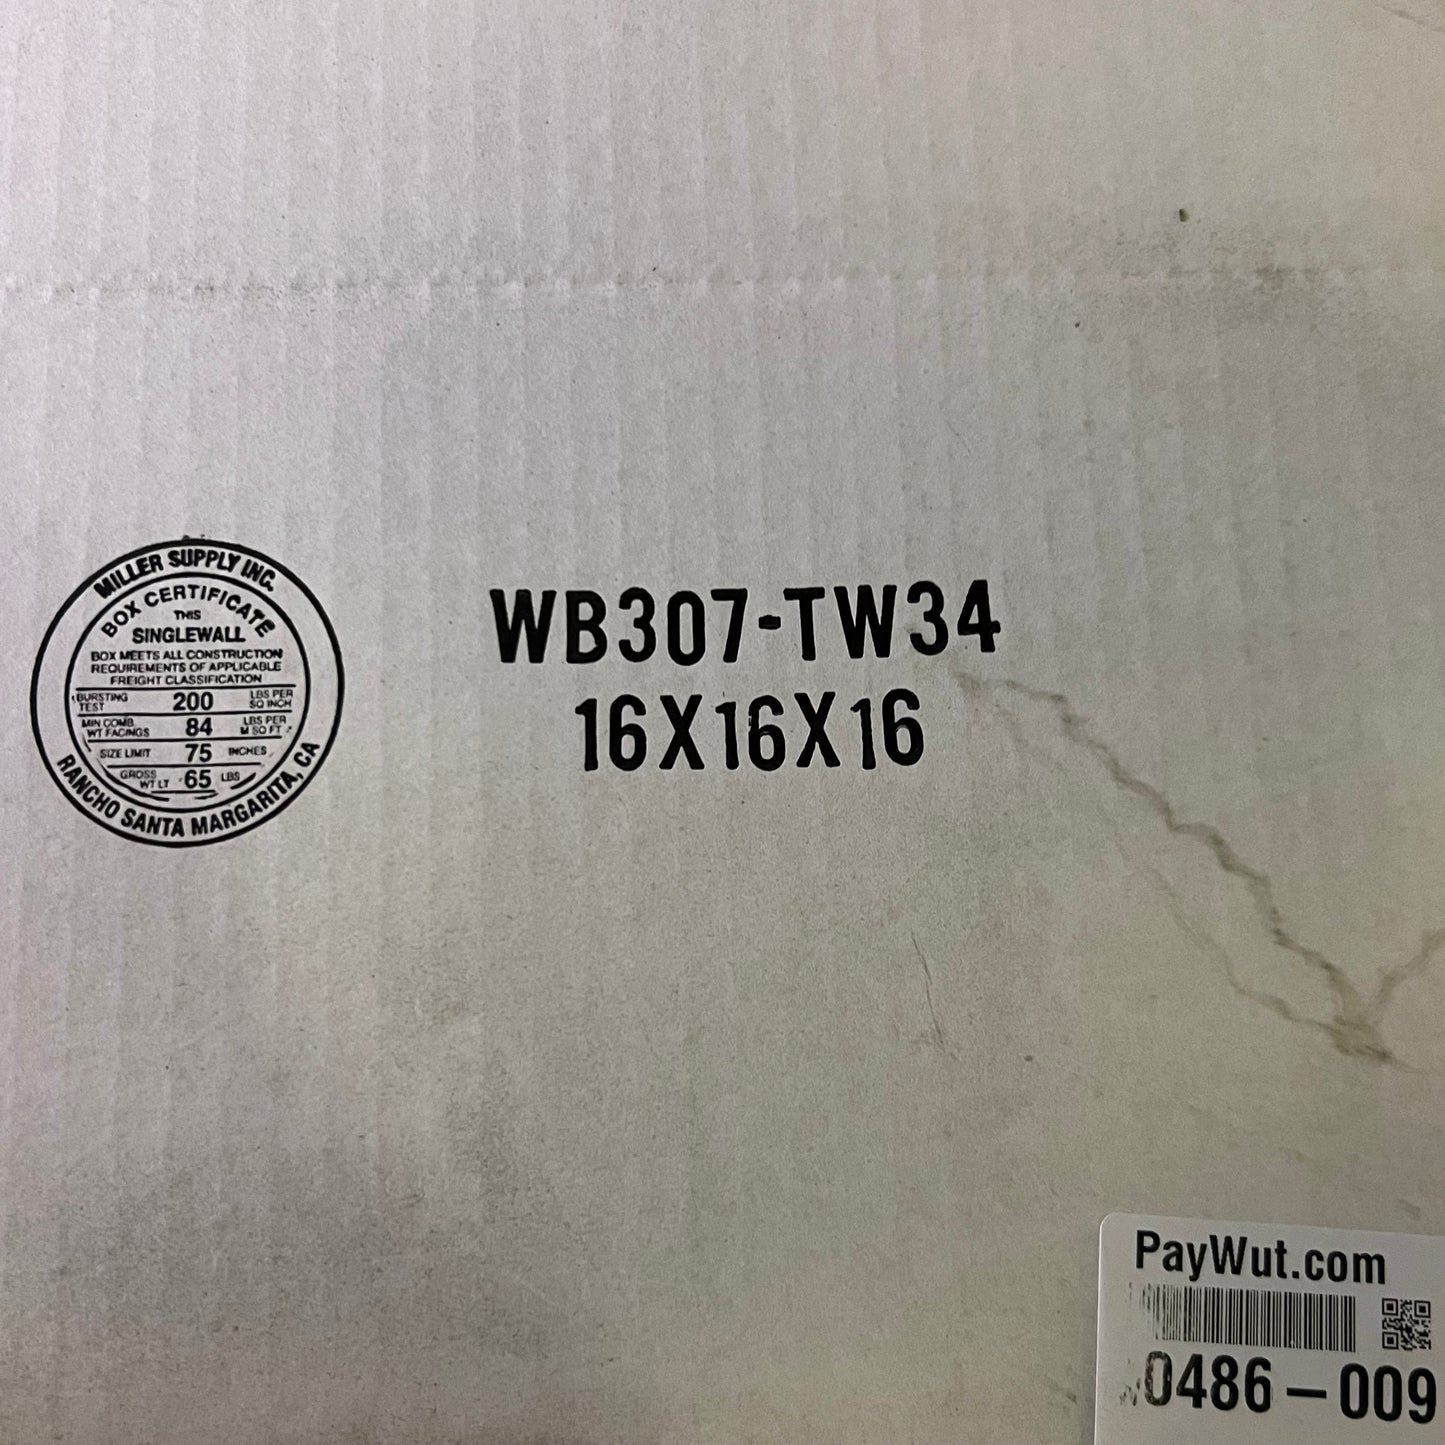 MILLER SUPPLY INC.
BOX CERTIFICATE
THIS
SINGLEWALL
BOX MEETS ALL CONSTRUCTION
REQUIREMENTS OF APPLICABLE
FREIGHT CLASSIFICATION
BURSTING TEST 200 LBS PER SQ INCH
MIN COMB WT FACINGS 84 LBS PER M SQ FT
SIZE LIMIT 75 INCHES
GROSS WT LT 65 LBS
RANCHO SANTA MARGARITA, CA
WB307-TW34
16X16X16
PayWut.com
0486-009